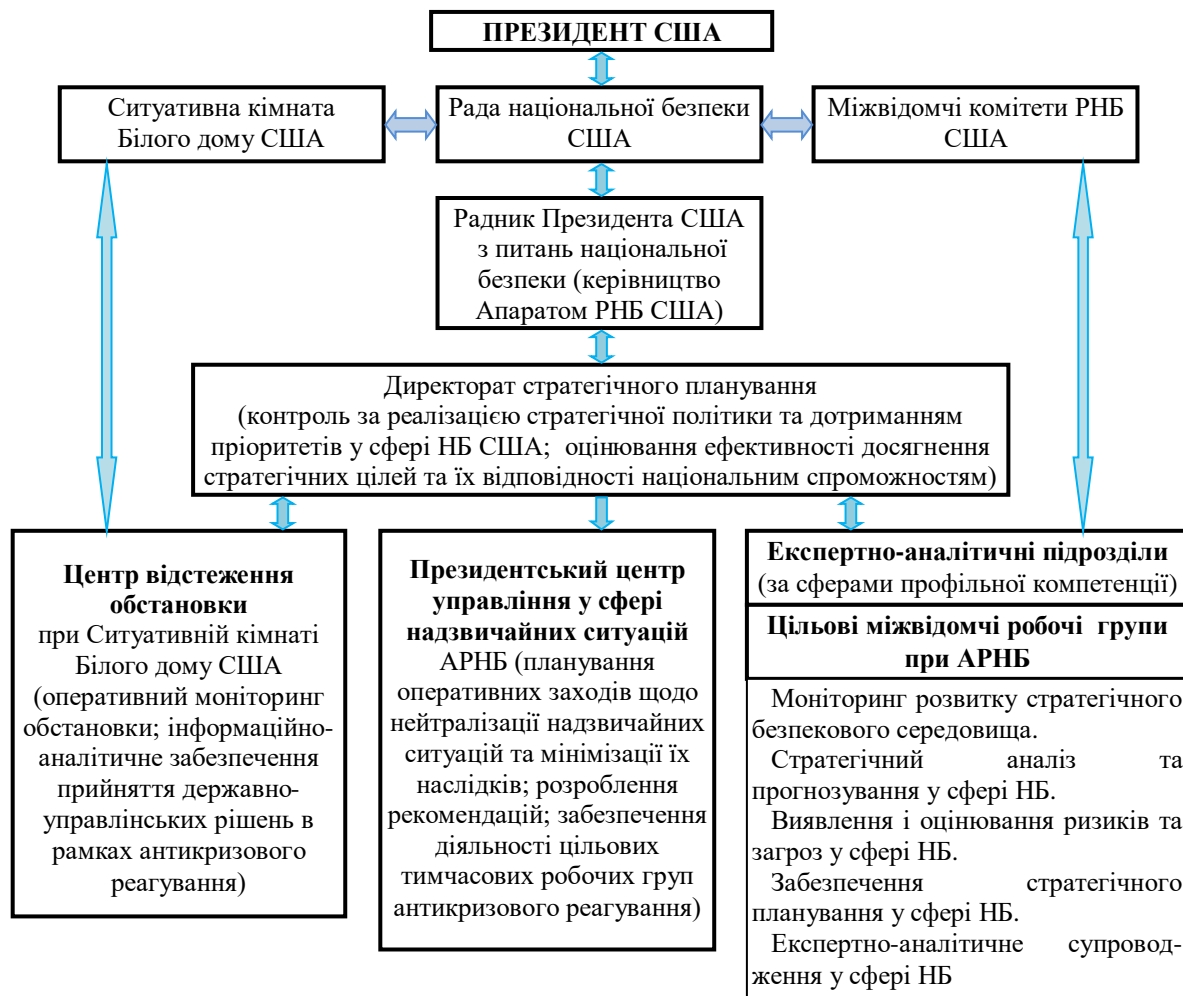 ПРЕЗИДЕНТ США
Ситуативна кімната
Білого дому США
Рада національної безпеки
США
Міжвідомчі комітети РНБ
США
Радник Президента США
з питань національної
безпеки (керівництво
Апаратом РНБ США)
Директорат стратегічного планування
(контроль за реалізацією стратегічної політики та дотриманням
пріоритетів у сфері НБ США; оцінювання ефективності досягнення
стратегічних цілей та їх відповідності національним спроможностям)
Центр відстеження
обстановки
при Ситуативній кімнаті
Білого дому США
(оперативний моніторинг
обстановки; інформаційно-
аналітичне забезпечення
прийняття державно-
управлінських рішень в
рамках антикризового
реагування)
Президентський центр
управління у сфері
надзвичайних ситуацій
АРНБ (планування
оперативних заходів щодо
нейтралізації надзвичайних
ситуацій та мінімізації їх
наслідків; розроблення
рекомендацій; забезпечення
діяльності цільових
тимчасових робочих груп
антикризового реагування)
Експертно-аналітичні підрозділи
(за сферами профільної компетенції)
Цільові міжвідомчі робочі групи
при АРНБ
Моніторинг розвитку стратегічного
безпекового середовища.
Стратегічний аналіз та
прогнозування у сфері НБ.
Виявлення і оцінювання ризиків та
загроз у сфері НБ.
Забезпечення стратегічного
планування у сфері НБ.
Експертно-аналітичне супровод-
ження у сфері НБ